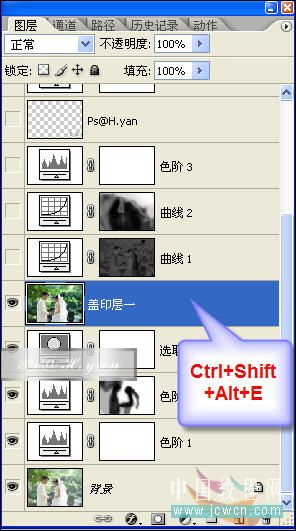 图层 通道 路径 历史记录 动作
正常 不透明度: 100%
锁定: 填充: 100%
Ps@H.yan
色阶 3
曲线 2
曲线 1
盖印层一
Ctrl+Shift
+Alt+E
选取
色阶
色阶 1
背景
中国教程网
www.jcwcn.com